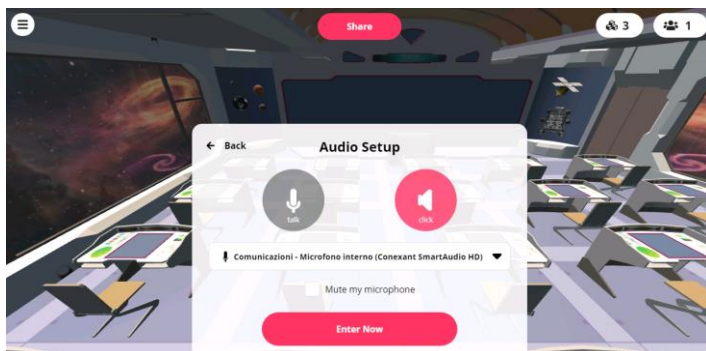 Share
3
1
Back
Audio Setup
talk
click
Comunicazioni - Microfono interno (Conexant SmartAudio HD)
Mute my microphone
Enter Now